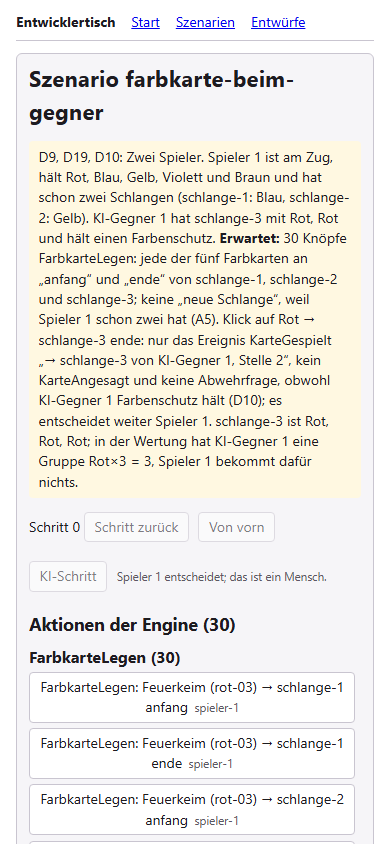 Entwicklertisch Start Szenarien Entwürfe
Szenario farbkarte-beim-
gegner
D9, D19, D10: Zwei Spieler. Spieler 1 ist am Zug,
hält Rot, Blau, Gelb, Violett und Braun und hat
schon zwei Schlangen (schlange-1: Blau, schlange-
2: Gelb). KI-Gegner 1 hat schlange-3 mit Rot, Rot
und hält einen Farbenschutz. Erwartet: 30 Knöpfe
FarbkarteLegen: jede der fünf Farbkarten an
„anfang“ und „ende“ von schlange-1, schlange-2
und schlange-3; keine „neue Schlange“, weil
Spieler 1 schon zwei hat (A5). Klick auf Rot →
schlange-3 ende: nur das Ereignis KarteGespielt
„→ schlange-3 von KI-Gegner 1, Stelle 2“, kein
KarteAngesagt und keine Abwehrfrage, obwohl
KI-Gegner 1 Farbenschutz hält (D10); es
entscheidet weiter Spieler 1. schlange-3 ist Rot,
Rot, Rot; in der Wertung hat KI-Gegner 1 eine
Gruppe Rot×3 = 3, Spieler 1 bekommt dafür
nichts.
Schritt 0 Schritt zurück Von vorn
KI-Schritt Spieler 1 entscheidet; das ist ein Mensch.
Aktionen der Engine (30)
FarbkarteLegen (30)
FarbkarteLegen: Feuerkeim (rot-03) → schlange-1
anfang spieler-1
FarbkarteLegen: Feuerkeim (rot-03) → schlange-1
ende spieler-1
FarbkarteLegen: Feuerkeim (rot-03) → schlange-2
anfang spieler-1